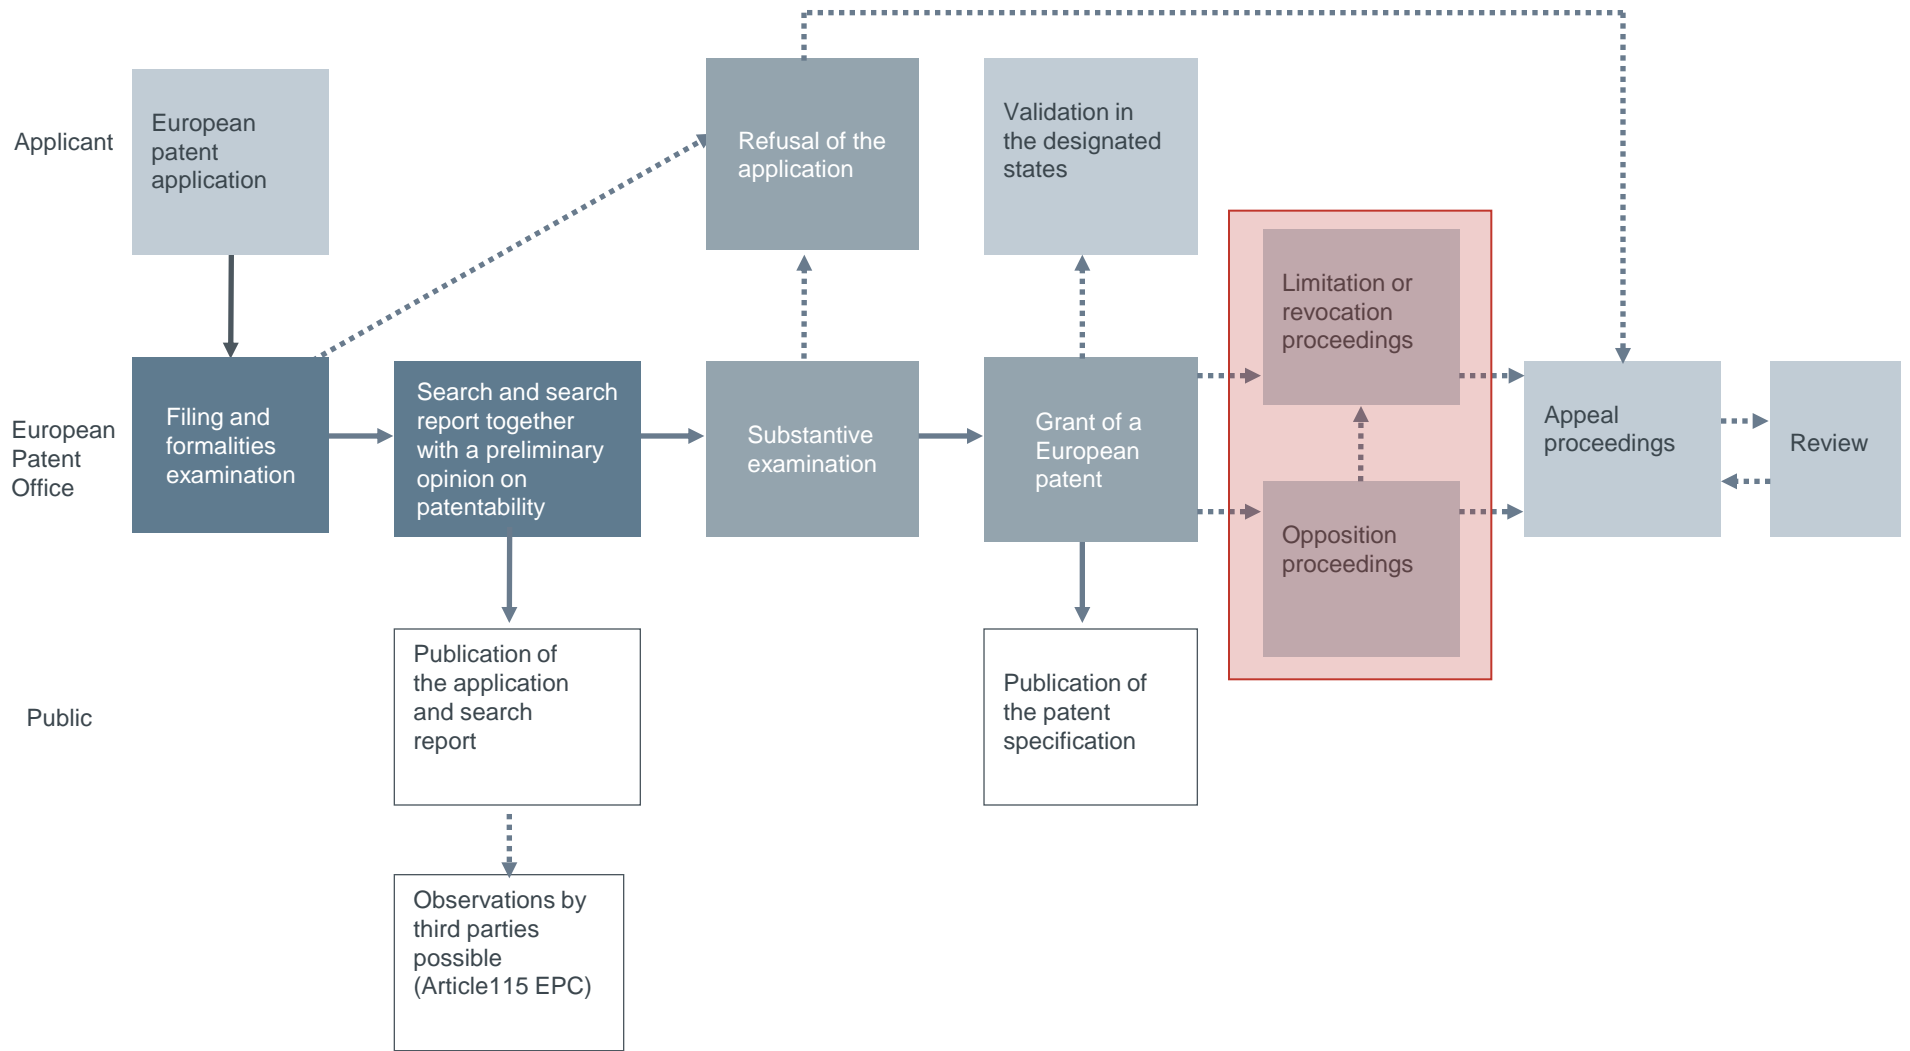 Applicant
European
patent
application
Refusal of the
application
Validation in
the designated
states
Limitation or
revocation
proceedings
European
Patent
Office
Filing and
formalities
examination
Search and search
report together
with a preliminary
opinion on
patentability
Substantive
examination
Grant of a
European
patent
Opposition
proceedings
Appeal
proceedings
Review
Public
Publication of
the application
and search
report
Publication of
the patent
specification
Observations by
third parties
possible
(Article115 EPC)